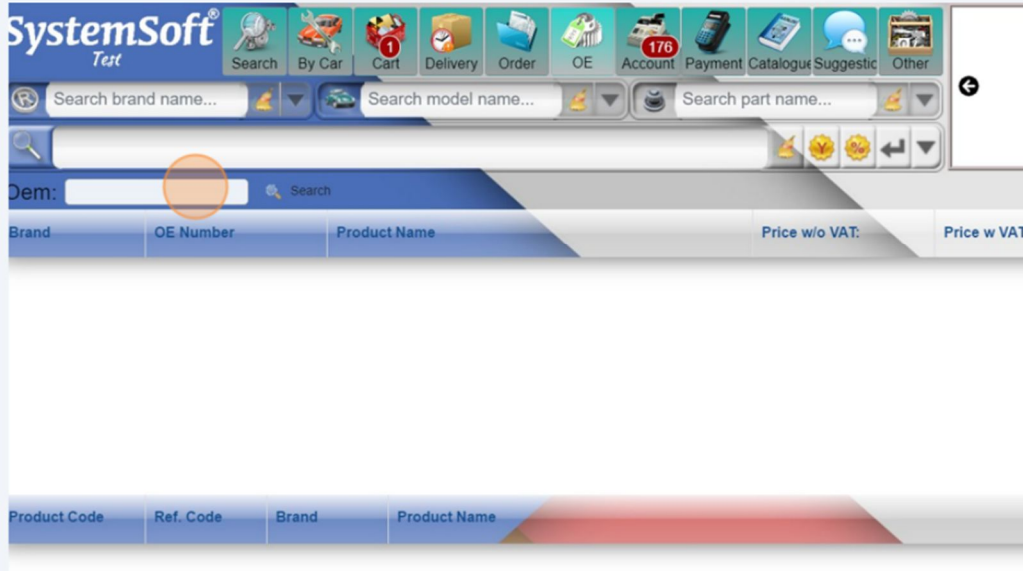 SystemSoft®
Test
Search By Car Cart Delivery Order OE Account Payment Catalogue Suggestic Other
1
176
® Search brand name... Search model name... Search part name...
Y %
Oem: Search
Brand OE Number Product Name Price w/o VAT: Price w VAT
Product Code Ref. Code Brand Product Name